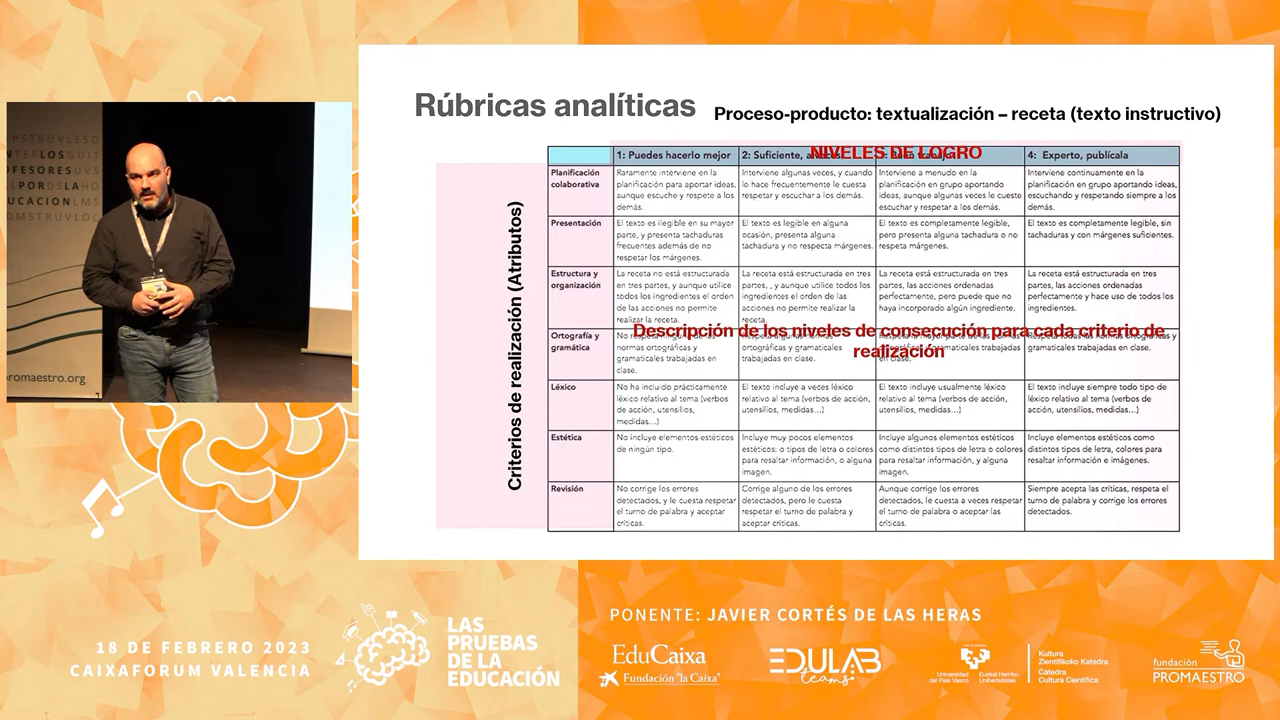 Rúbricas analíticas
Proceso-producto: textualización – receta (texto instructivo)
NIVELES DE LOGRO
1: Puedes hacerlo mejor
2: Suficiente,
4: Experto, publícala
Criterios de realización (Atributos)
Planificación
colaborativa
Raramente interviene en la
planificación para aportar ideas,
aunque escuche y respete a los
demás.
Interviene algunas veces, y cuando
lo hace frecuentemente le cuesta
respetar y escuchar a los demás.
Interviene a menudo en la
planificación en grupo aportando
ideas, aunque algunas veces le cueste
escuchar y respetar a los demás.
Interviene continuamente en la
planificación en grupo aportando ideas,
escuchando y respetando siempre a los
demás.
Presentación
El texto es ilegible en su mayor
parte, y presenta tachaduras
frecuentes además de no
respetar los márgenes.
El texto es legible en alguna
ocasión, presenta alguna
tachadura y no respecta márgenes.
El texto es completamente legible,
pero presenta alguna tachadura o no
respeta márgenes.
El texto es completamente legible, sin
tachaduras y con márgenes suficientes.
Estructura y
organización
La receta no está estructurada
en tres partes, y aunque utilice
todos los ingredientes el orden
de las acciones no permite
realizar la receta.
La receta está estructurada en tres
partes, , y aunque utilice todos los
ingredientes el orden de las
acciones no permite realizar la
receta.
La receta está estructurada en tres
partes, las acciones ordenadas
perfectamente, pero puede que no
haya incorporado algún ingrediente.
La receta está estructurada en tres
partes, las acciones ordenadas
perfectamente y hace uso de todos los
ingredientes.
Descripción de los niveles de consecución para cada criterio de
realización
Ortografía y
gramática
No respeta ninguna de las
normas ortográficas y
gramaticales trabajadas en
clase.
ortográficas y gramaticales
trabajadas en clase.
en clase.
Respeta todas las normas ortográficas y
gramaticales trabajadas en clase.
Léxico
No ha incluido prácticamente
léxico relativo al tema (verbos
de acción, utensilios,
medidas...)
El texto incluye a veces léxico
relativo al tema (verbos de acción,
utensilios, medidas...)
El texto incluye usualmente léxico
relativo al tema (verbos de acción,
utensilios, medidas...)
El texto incluye siempre todo tipo de
léxico relativo al tema (verbos de
acción, utensilios, medidas...)
Estética
No incluye elementos estéticos
de ningún tipo.
Incluye muy pocos elementos
estéticos: o tipos de letra o colores
para resaltar información, o alguna
imagen.
Incluye algunos elementos estéticos
como distintos tipos de letra o colores
para resaltar información, y alguna
imagen.
Incluye elementos estéticos como
distintos tipos de letra, colores para
resaltar información e imágenes.
Revisión
No corrige los errores
detectados, y le cuesta respetar
el turno de palabra y aceptar
críticas.
Corrige alguno de los errores
detectados, pero le cuesta
respetar el turno de palabra y
aceptar críticas.
Aunque corrige los errores
detectados, le cuesta a veces respetar
el turno de palabra o aceptar las
críticas.
Siempre acepta las críticas, respeta el
turno de palabra y corrige los errores
detectados.
promaestro.org
18 DE FEBRERO 2023
CAIXAFORUM VALENCIA
LAS
PRUEBAS
DE LA
EDUCACIÓN
PONENTE: JAVIER CORTÉS DE LAS HERAS
EduCaixa
Fundación "la Caixa"
EDULAB
teams
Universidad
del País Vasco
Euskal Herriko
Unibertsitatea
Kultura
Zientifikoko Katedra
Cátedra
Cultura Científica
fundación
PROMAESTRO